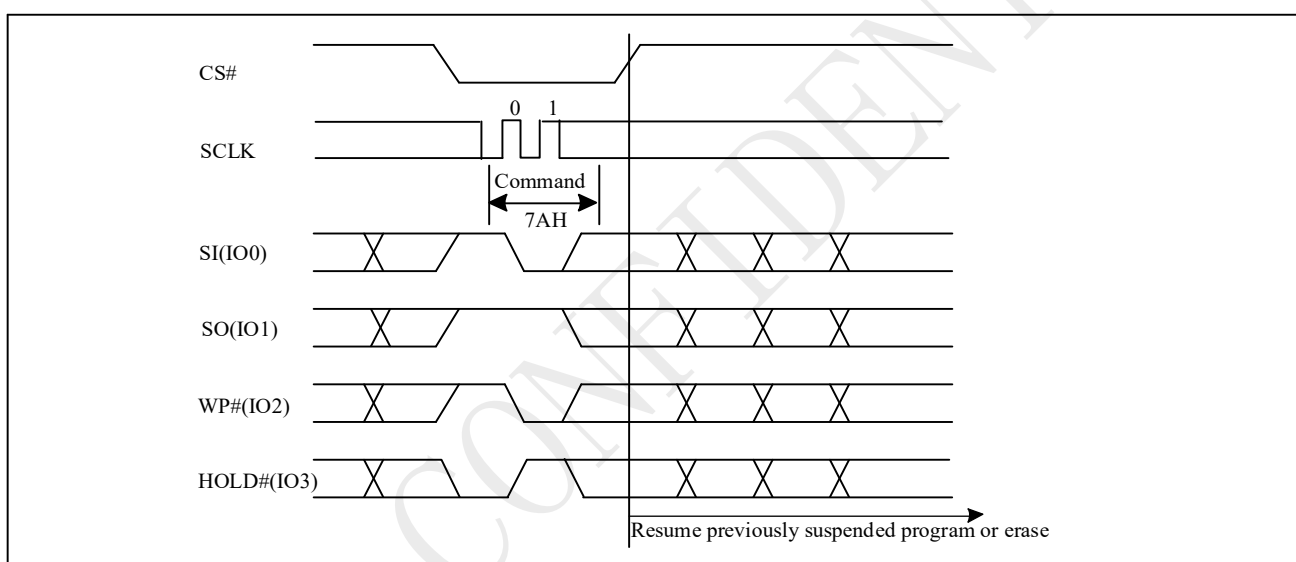 CS#
0 1
SCLK
Command
7AH
SI(IO0)
SO(IO1)
WP#(IO2)
HOLD#(IO3)
Resume previously suspended program or erase
CONFIDENT